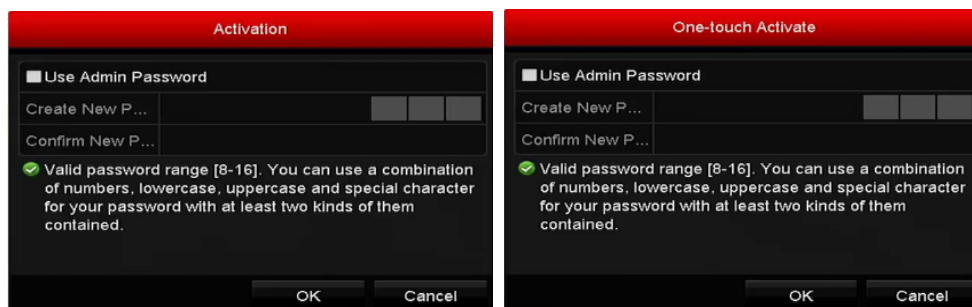 Activation
Use Admin Password
Create New P...
Confirm New P...
Valid password range [8-16]. You can use a combination
of numbers, lowercase, uppercase and special character
for your password with at least two kinds of them
contained.
OK
Cancel
One-touch Activate
Use Admin Password
Create New P...
Confirm New P...
Valid password range [8-16]. You can use a combination
of numbers, lowercase, uppercase and special character
for your password with at least two kinds of them
contained.
OK
Cancel